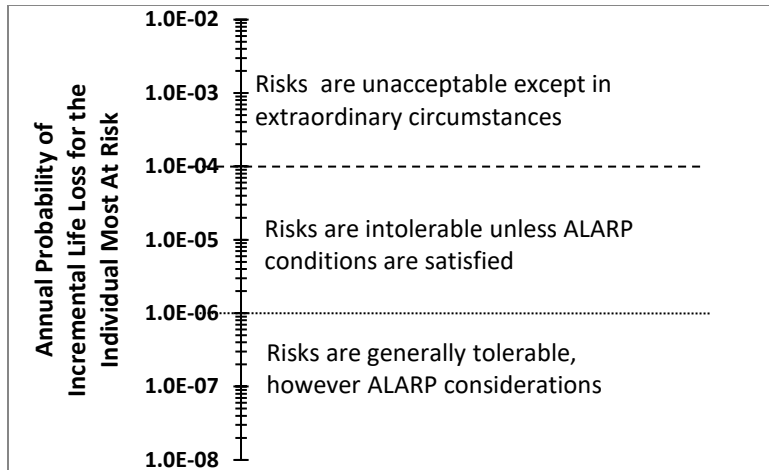 1.0E-02
Risks are unacceptable except in
1.0E-03
extraordinary circumstances
1.0E-04
Risks are intolerable unless ALARP
1.0E-05
conditions are satisfied
1.0E-06
Risks are generally tolerable,
1.0E-07
however ALARP considerations
1.0E-08
Annual Probability of
Incremental Life Loss for the
Individual Most At Risk